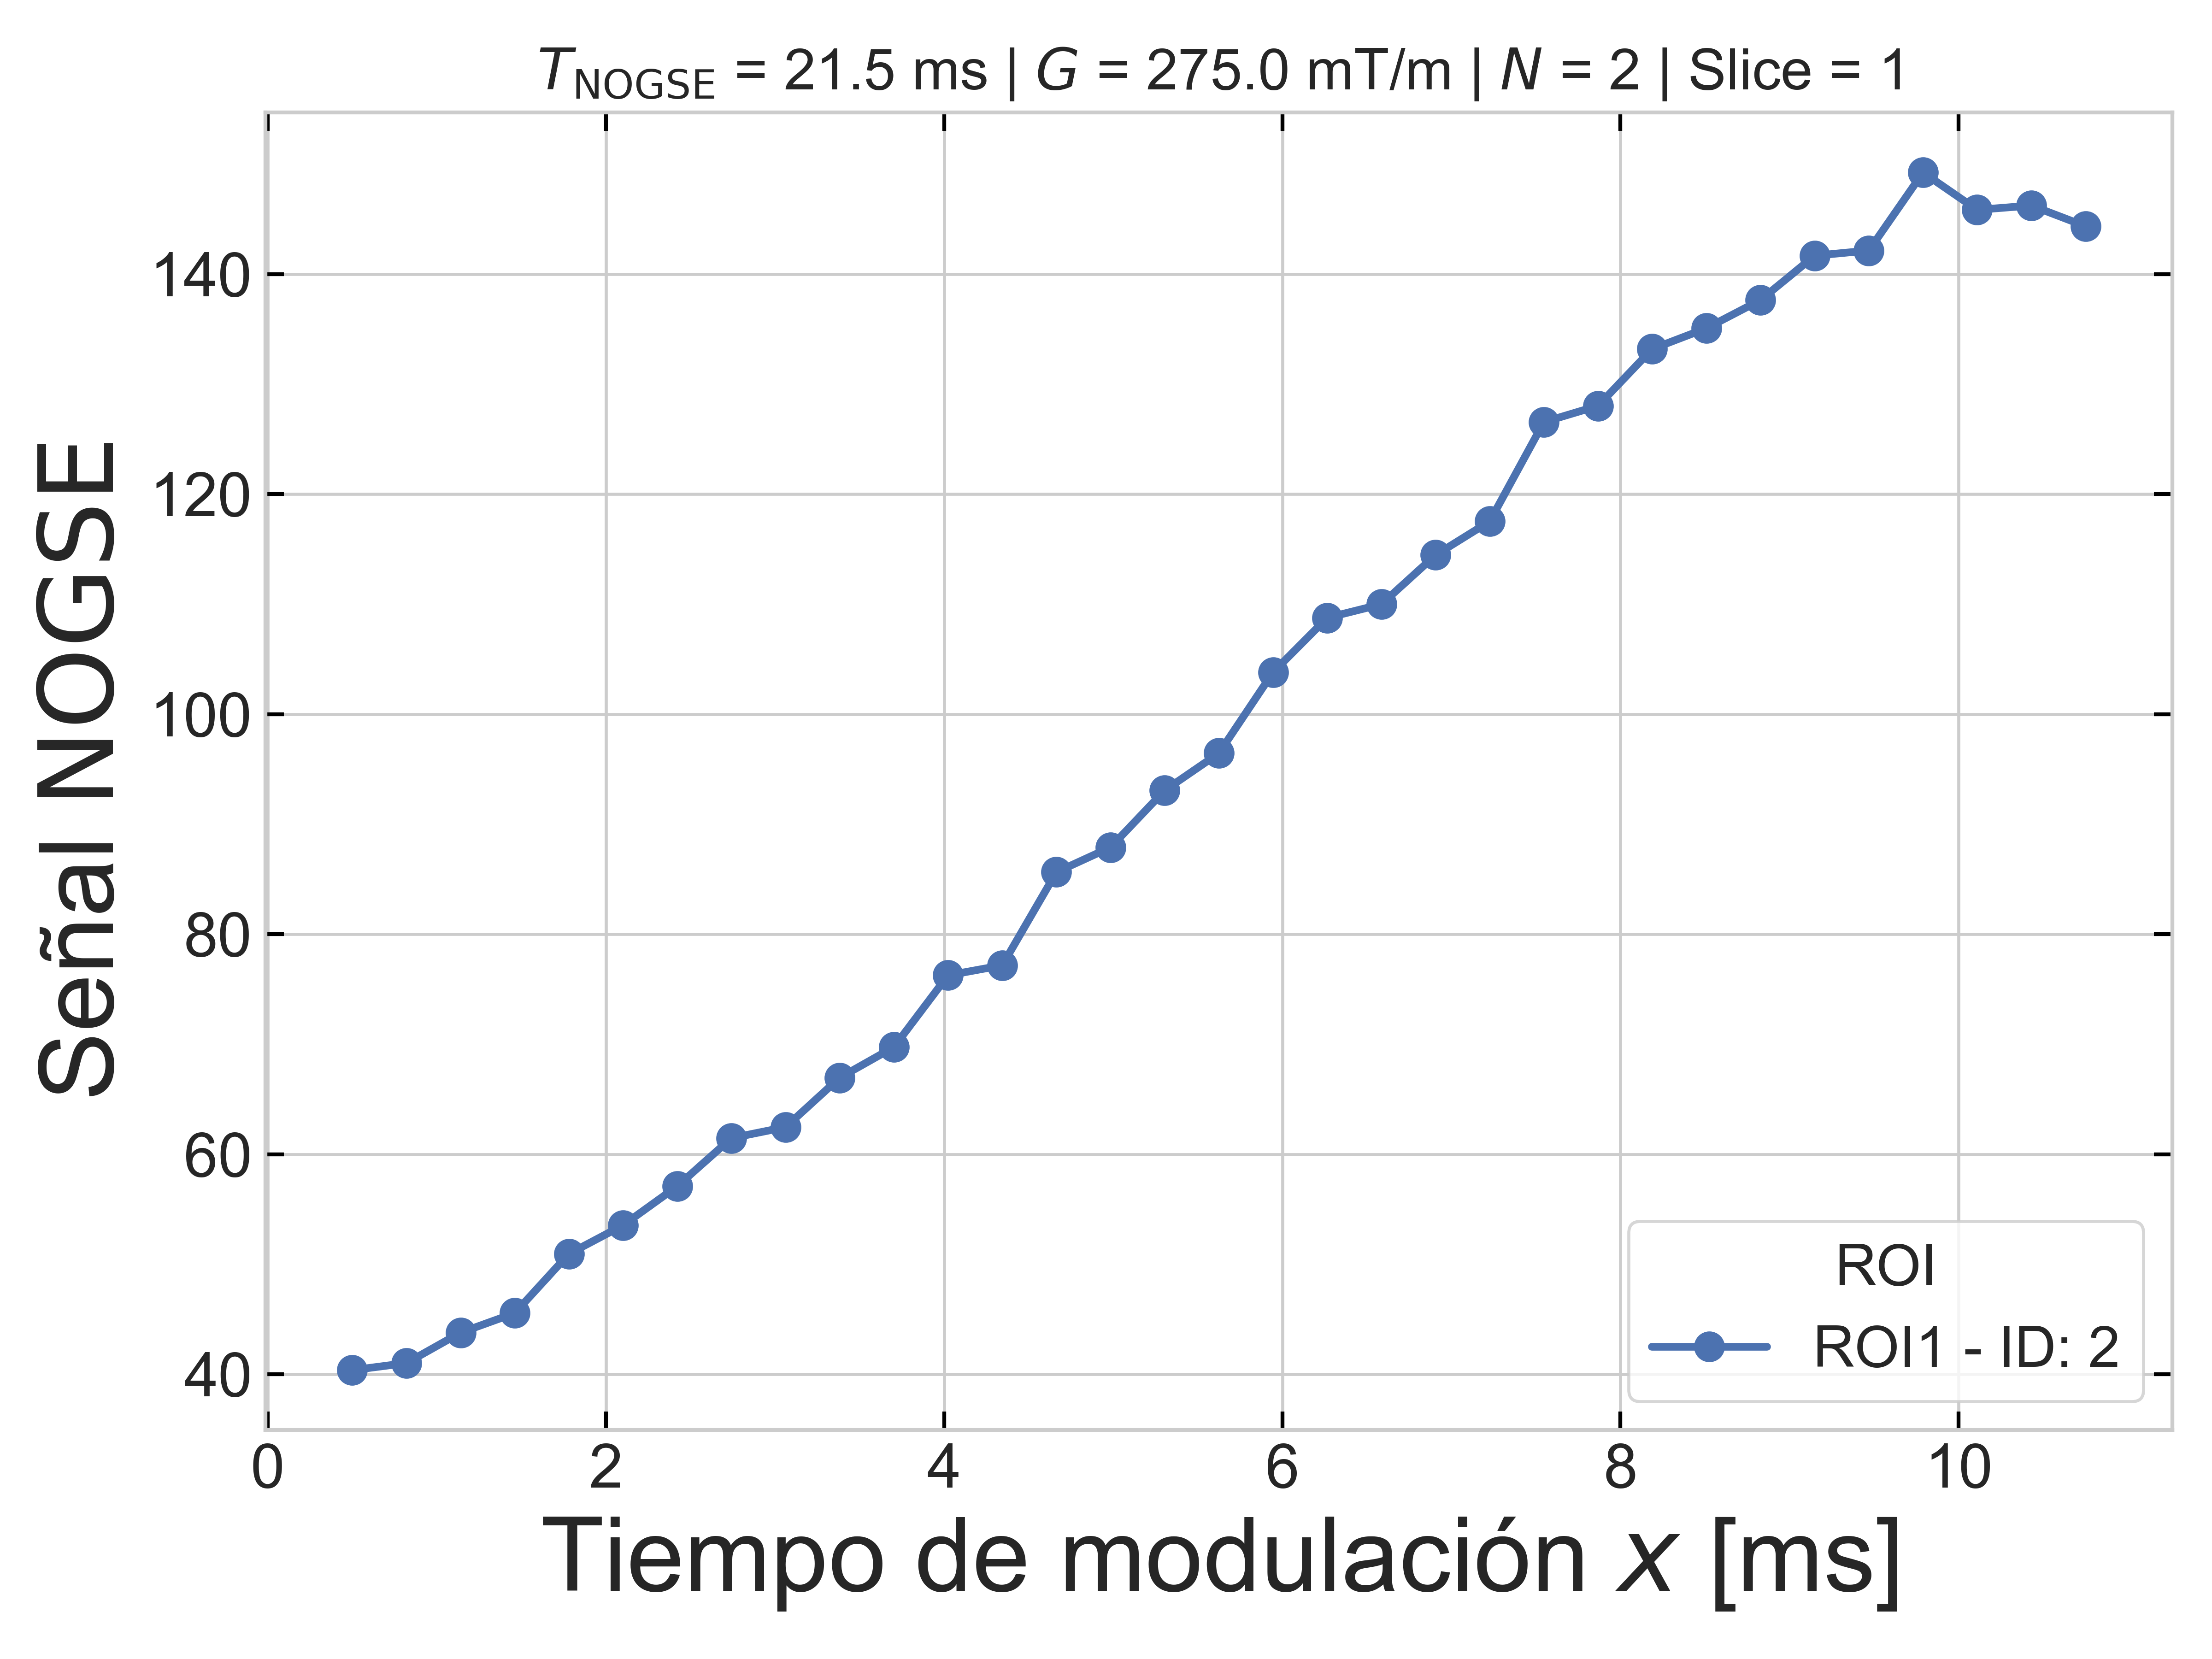 T_NOGSE = 21.5 ms | G = 275.0 mT/m | N = 2 | Slice = 1
Señal NOGSE
140
120
100
80
60
40
0 2 4 6 8 10
Tiempo de modulación x [ms]
ROI
ROI1 - ID: 2